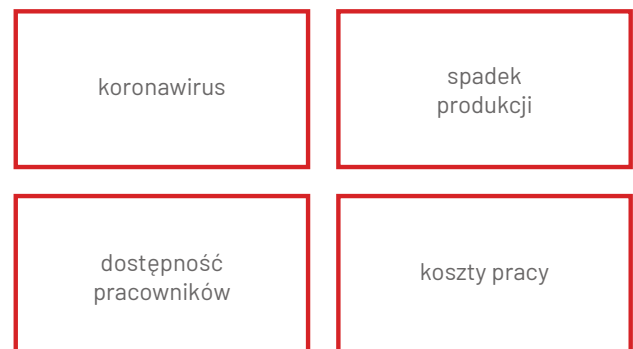 koronawirus
spadek
produkcji
dostępność
pracowników
koszty pracy